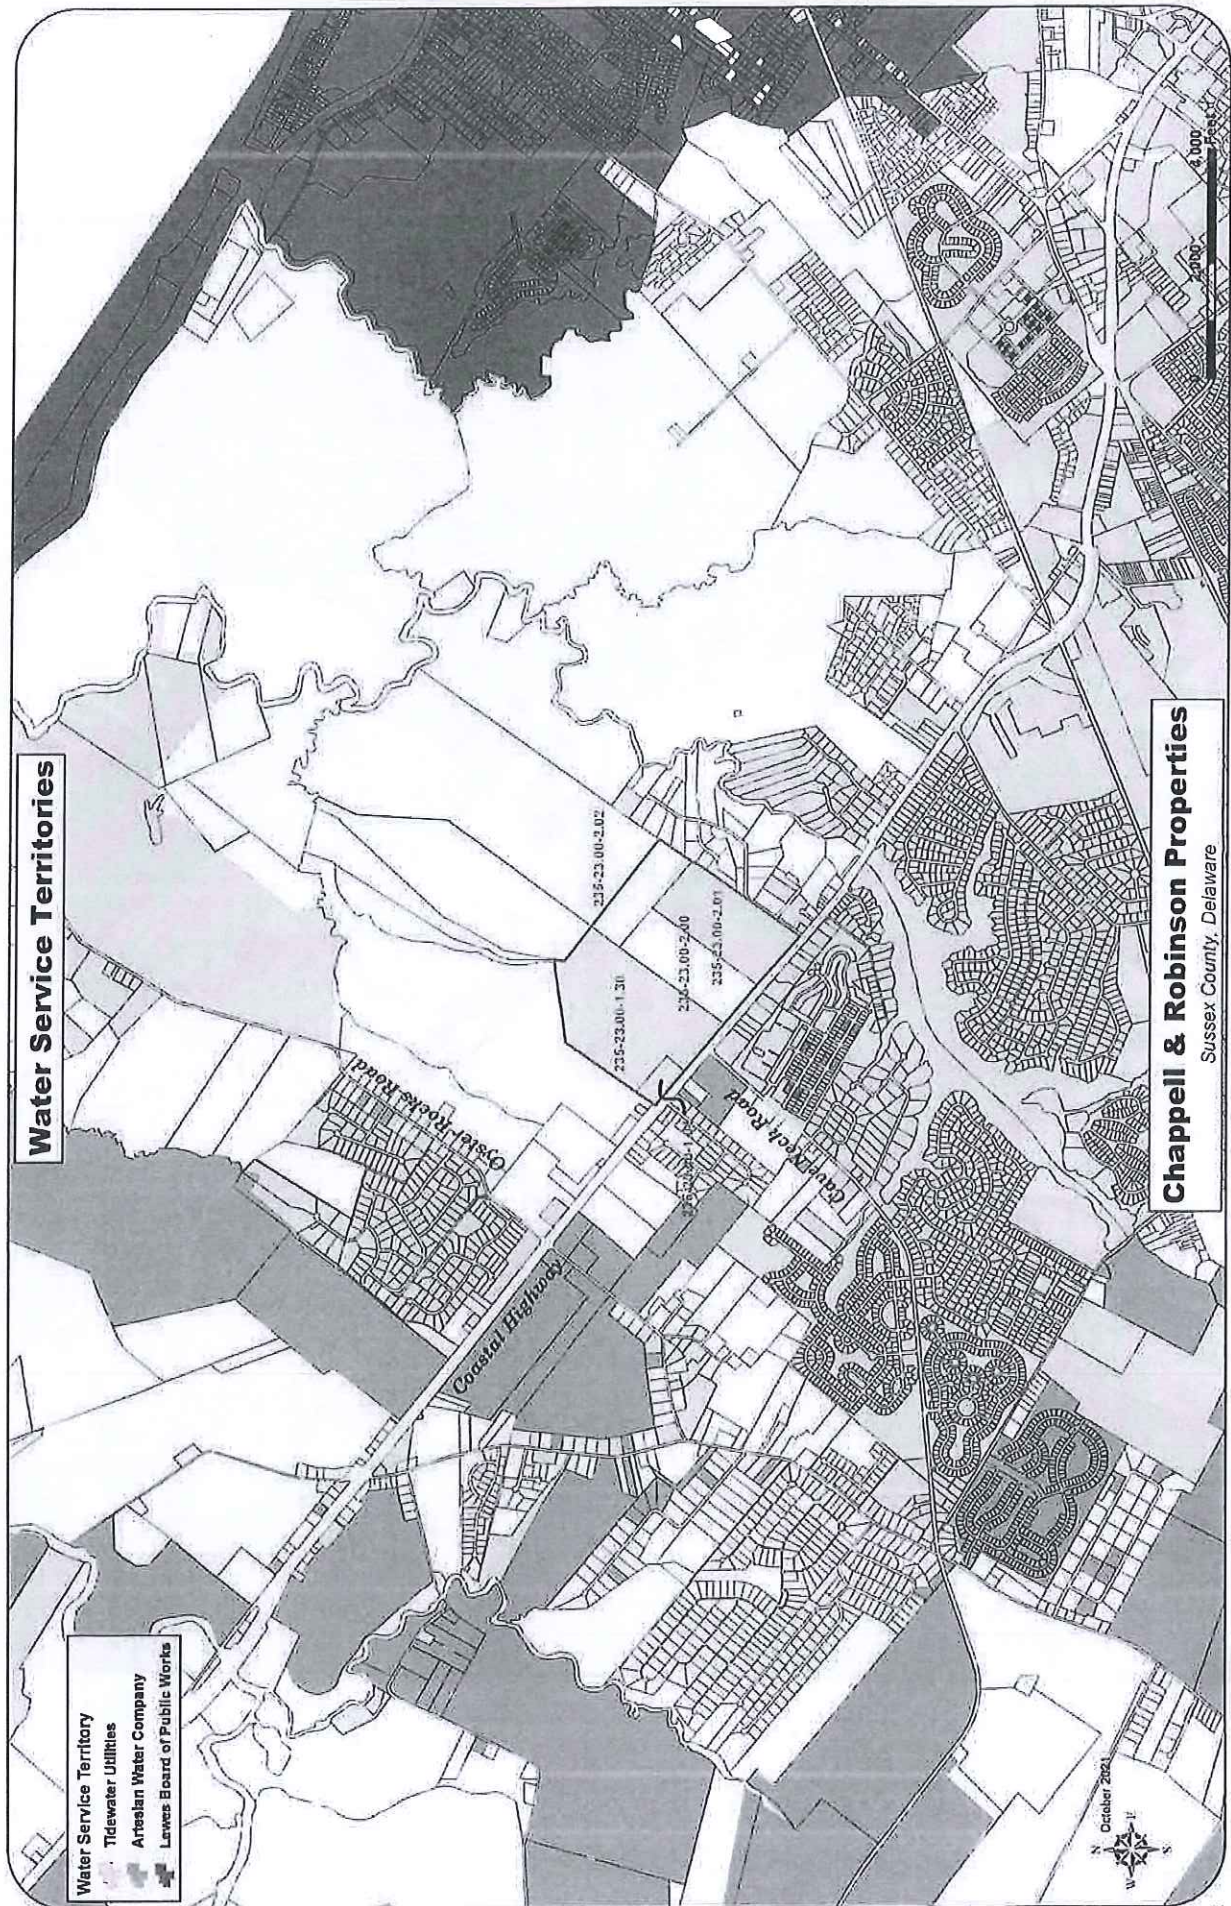 Water Service Territories
Water Service Territory
Tidewater Utilities
Artesian Water Company
Lewes Board of Public Works
Oyster Rocks Road
Coastal Highway
Cave Neck Road
235-23.00-2.02
235-23.00-1.30
235-23.00-2.00
235-23.00-2.01
October 2021
N
W
E
S
2,000
4,000
Feet
Chappell & Robinson Properties
Sussex County, Delaware